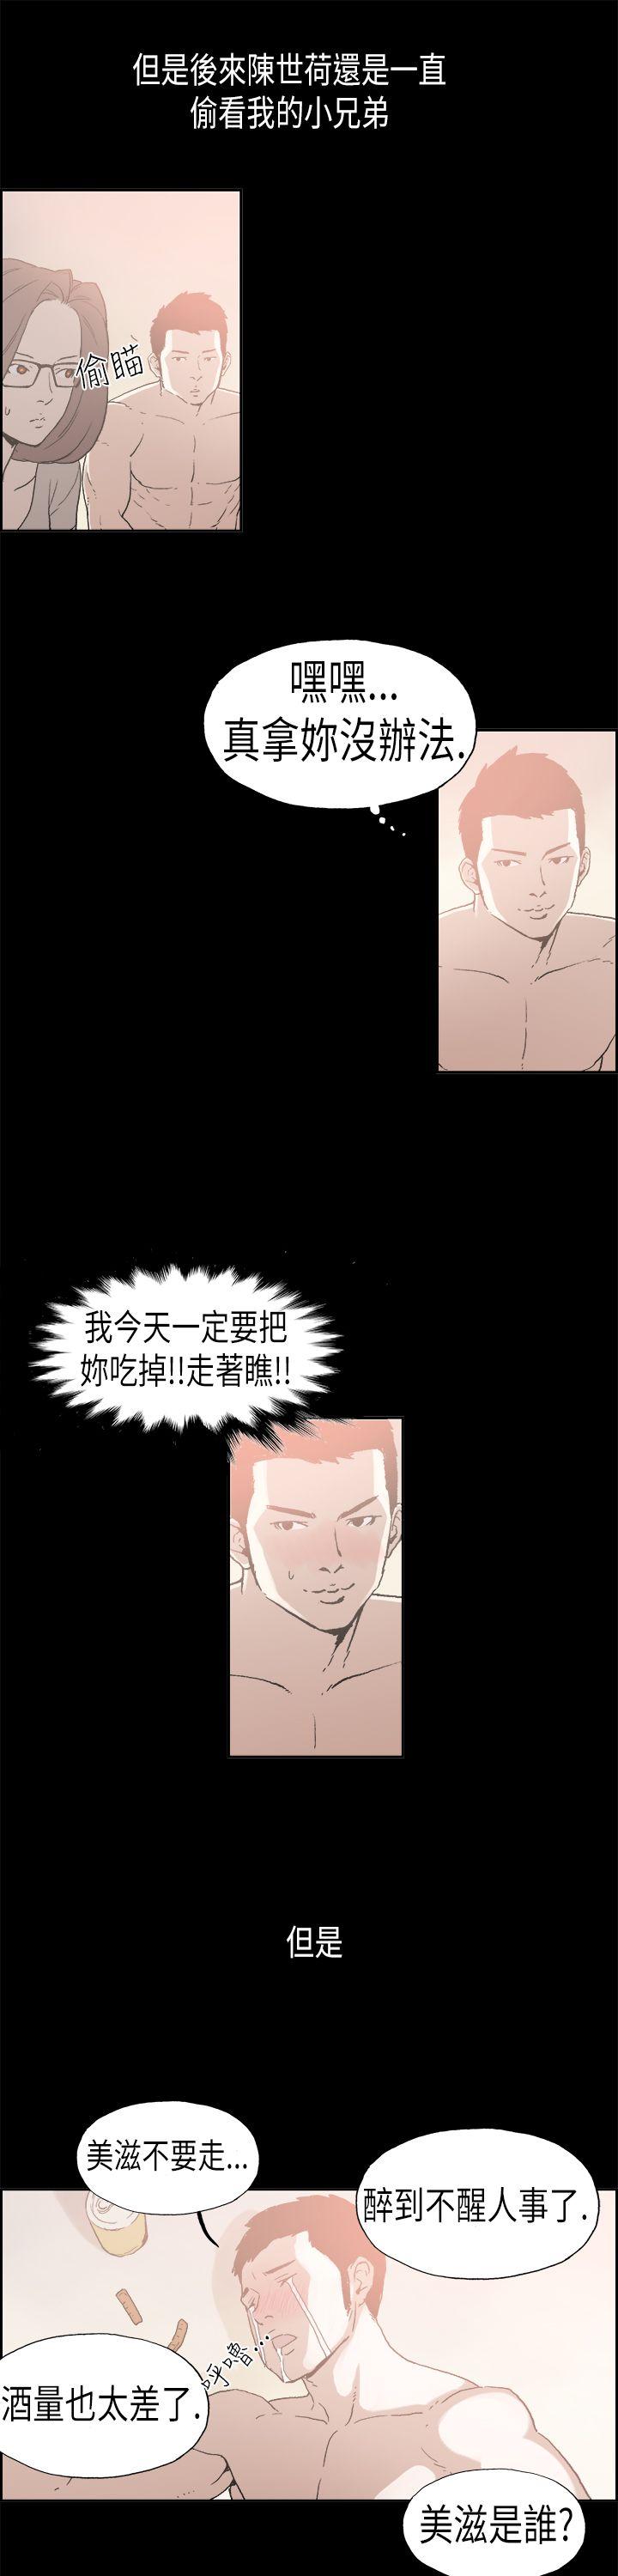 但是後來陳世荷還是一直
偷看我的小兄弟
偷瞄
嘿嘿...
真拿妳沒辦法.
我今天一定要把
妳吃掉!!走著瞧!!
但是
美滋不要走...
醉到不醒人事了.
呼嚕...
酒量也太差了.
美滋是誰?